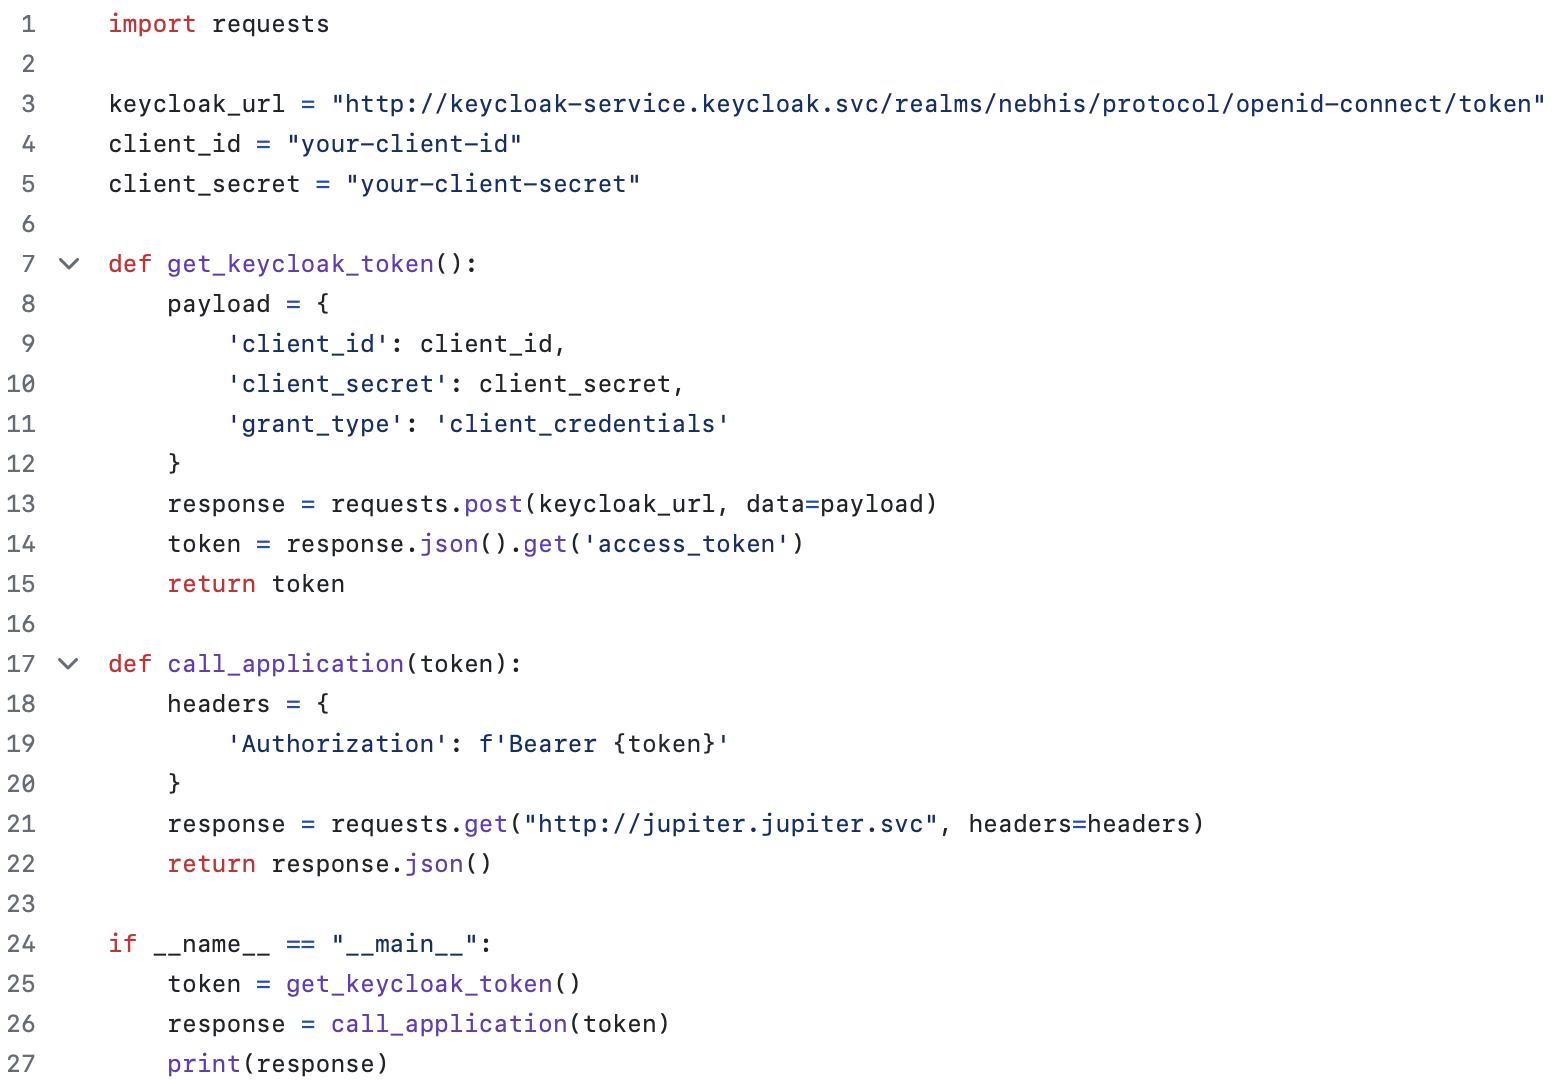 1 import requests
2
3 keycloak_url = "http://keycloak-service.keycloak.svc/realms/nebhis/protocol/openid-connect/token"
4 client_id = "your-client-id"
5 client_secret = "your-client-secret"
6
7 def get_keycloak_token():
8     payload = {
9         'client_id': client_id,
10         'client_secret': client_secret,
11         'grant_type': 'client_credentials'
12     }
13     response = requests.post(keycloak_url, data=payload)
14     token = response.json().get('access_token')
15     return token
16
17 def call_application(token):
18     headers = {
19         'Authorization': f'Bearer {token}'
20     }
21     response = requests.get("http://jupiter.jupiter.svc", headers=headers)
22     return response.json()
23
24 if __name__ == "__main__":
25     token = get_keycloak_token()
26     response = call_application(token)
27     print(response)